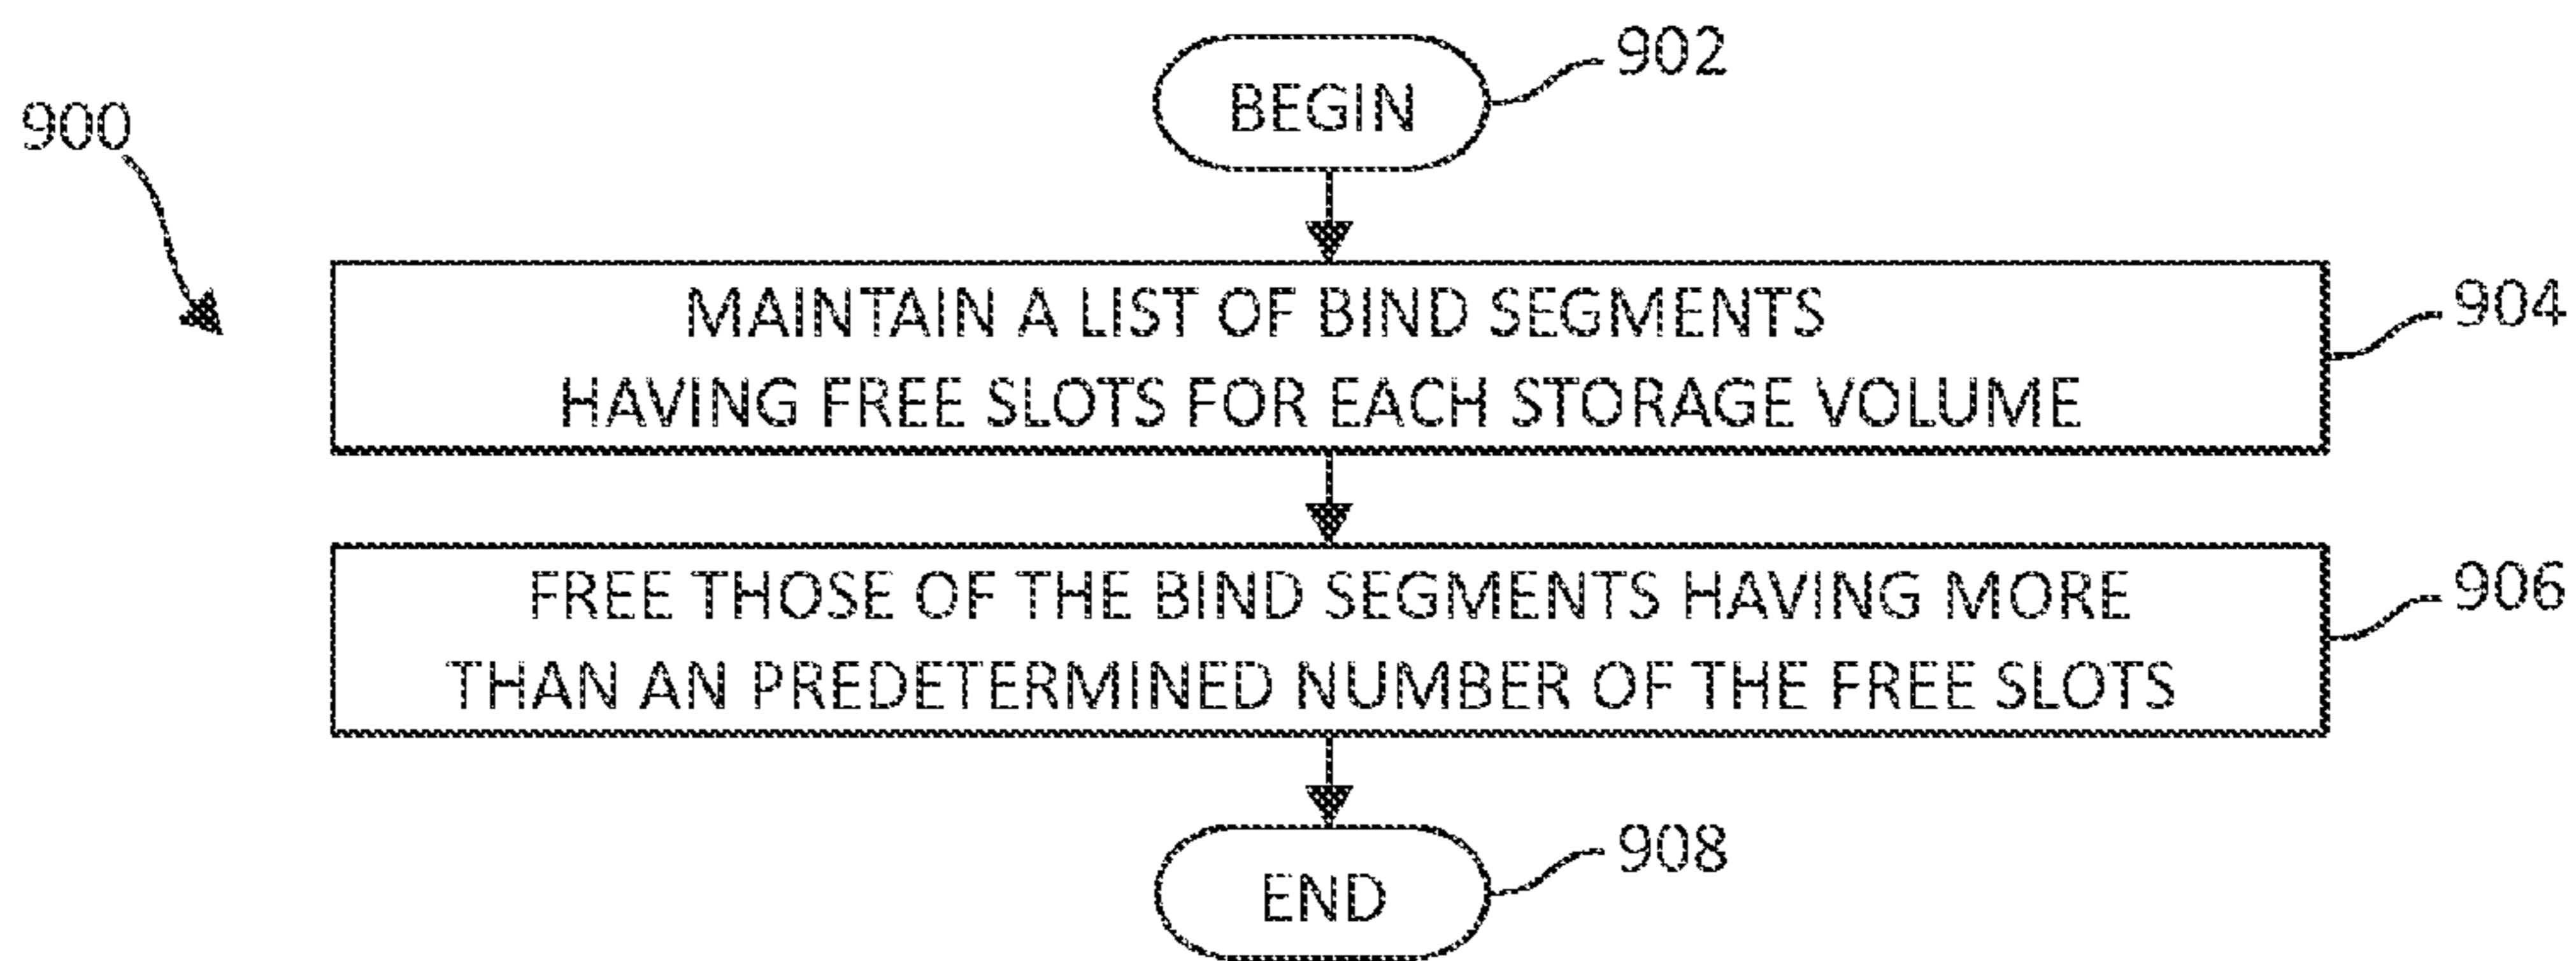 902
BEGIN
900
MAINTAIN A LIST OF BIND SEGMENTS
HAVING FREE SLOTS FOR EACH STORAGE VOLUME
904
FREE THOSE OF THE BIND SEGMENTS HAVING MORE
THAN AN PREDETERMINED NUMBER OF THE FREE SLOTS
906
908
END